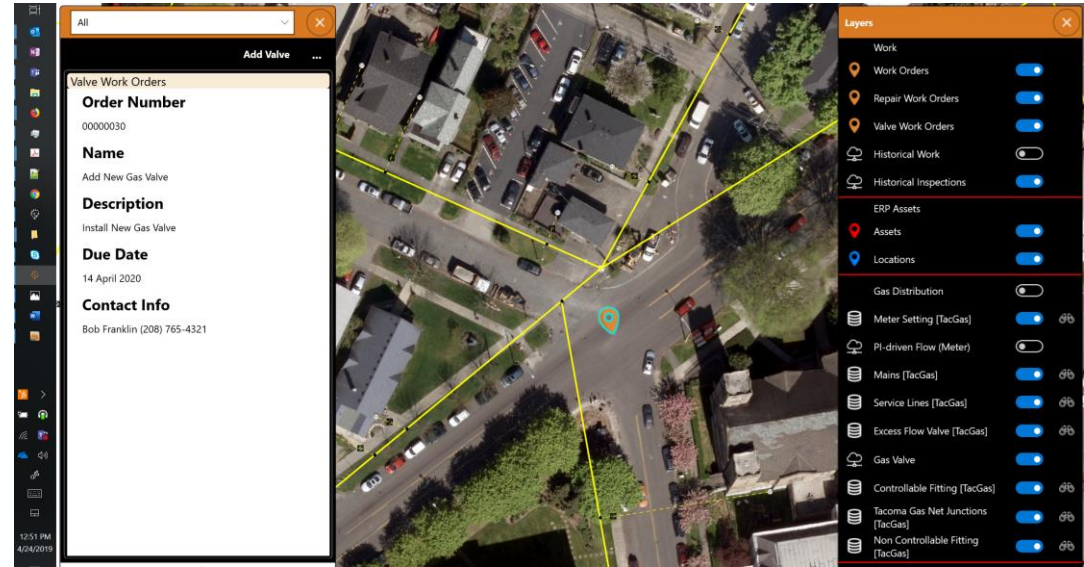 All
Add Valve ...
Valve Work Orders
Order Number
00000030
Name
Add New Gas Valve
Description
Install New Gas Valve
Due Date
14 April 2020
Contact Info
Bob Franklin (208) 765-4321
12:51 PM
4/24/2019
Layers
Work
Work Orders
Repair Work Orders
Valve Work Orders
Historical Work
Historical Inspections
ERP Assets
Assets
Locations
Gas Distribution
Meter Setting [TacGas]
PI-driven Flow (Meter)
Mains [TacGas]
Service Lines [TacGas]
Excess Flow Valve [TacGas]
Gas Valve
Controllable Fitting [TacGas]
Tacoma Gas Net Junctions
[TacGas]
Non Controllable Fitting
[TacGas]